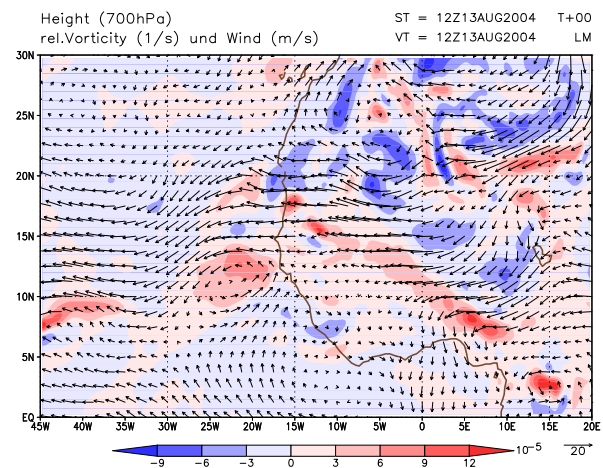 Height (700hPa)
ST = 12Z13AUG2004 T+00
rel.Vorticity (1/s) und Wind (m/s)
VT = 12Z13AUG2004 LM
30N
25N
20N
15N
10N
5N
EQ
45W 40W 35W 30W 25W 20W 15W 10W 5W 0 5E 10E 15E 20E
-9 -6 -3 0 3 6 9 12 10-5
20